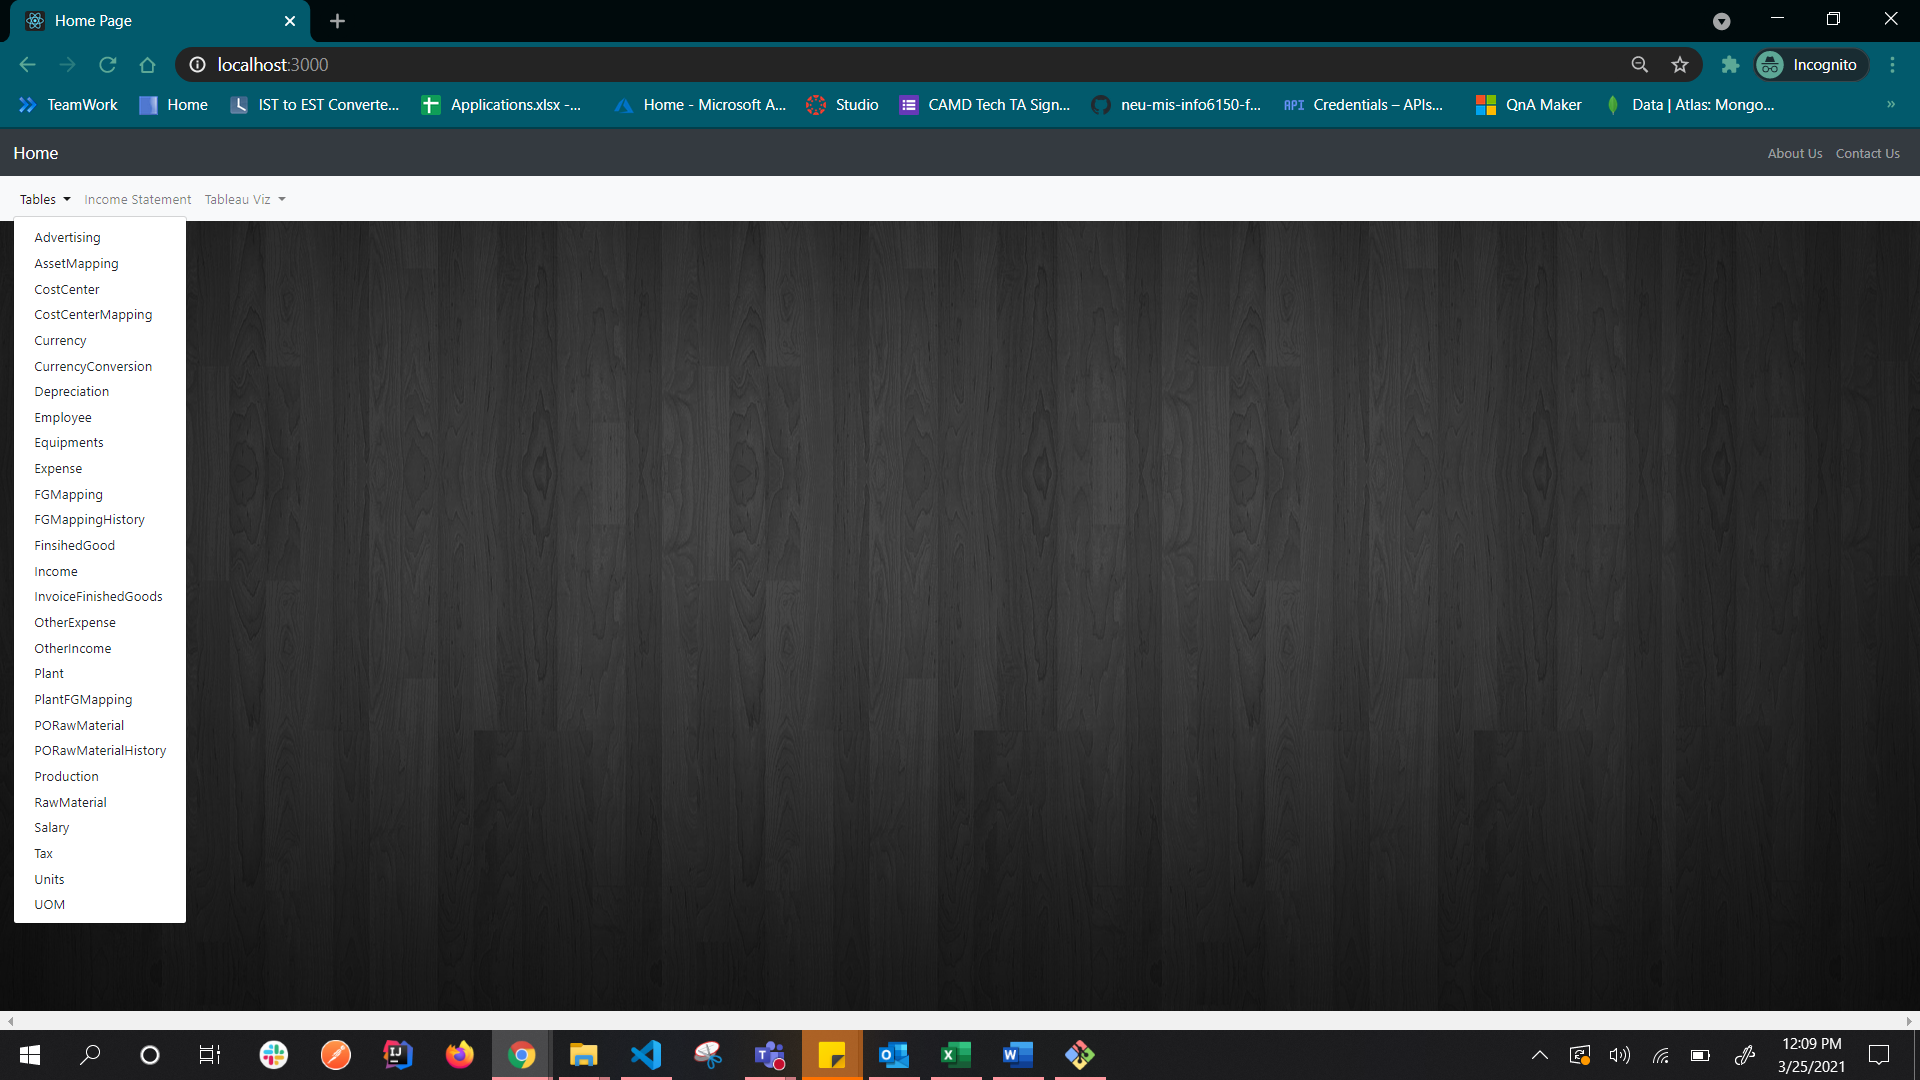 Home Page
localhost:3000
Incognito
TeamWork
Home
IST to EST Converte...
Applications.xlsx -...
Home - Microsoft A...
Studio
CAMD Tech TA Sign...
neu-mis-info6150-f...
API Credentials – APIs...
QnA Maker
Data | Atlas: Mongo...
»
Home
About Us
Contact Us
Tables
Income Statement
Tableau Viz
Advertising
AssetMapping
CostCenter
CostCenterMapping
Currency
CurrencyConversion
Depreciation
Employee
Equipments
Expense
FGMapping
FGMappingHistory
FinsihedGood
Income
InvoiceFinishedGoods
OtherExpense
OtherIncome
Plant
PlantFGMapping
PORawMaterial
PORawMaterialHistory
Production
RawMaterial
Salary
Tax
Units
UOM
12:09 PM
3/25/2021